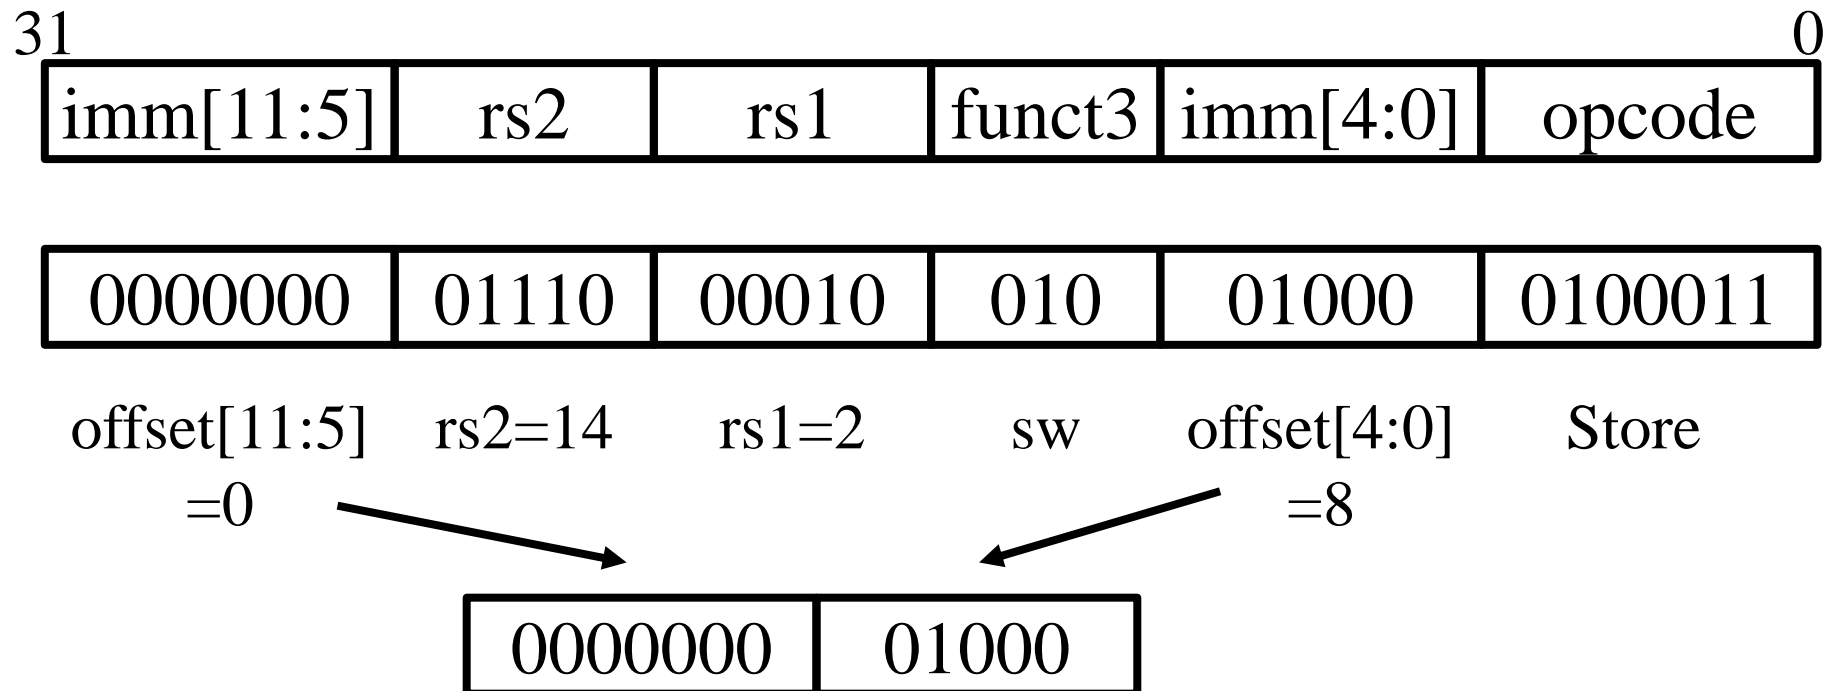 31 0
imm[11:5] rs2 rs1 funct3 imm[4:0] opcode
0000000 01110 00010 010 01000 0100011
offset[11:5] rs2=14 rs1=2 sw offset[4:0] Store
=0 =8
0000000 01000